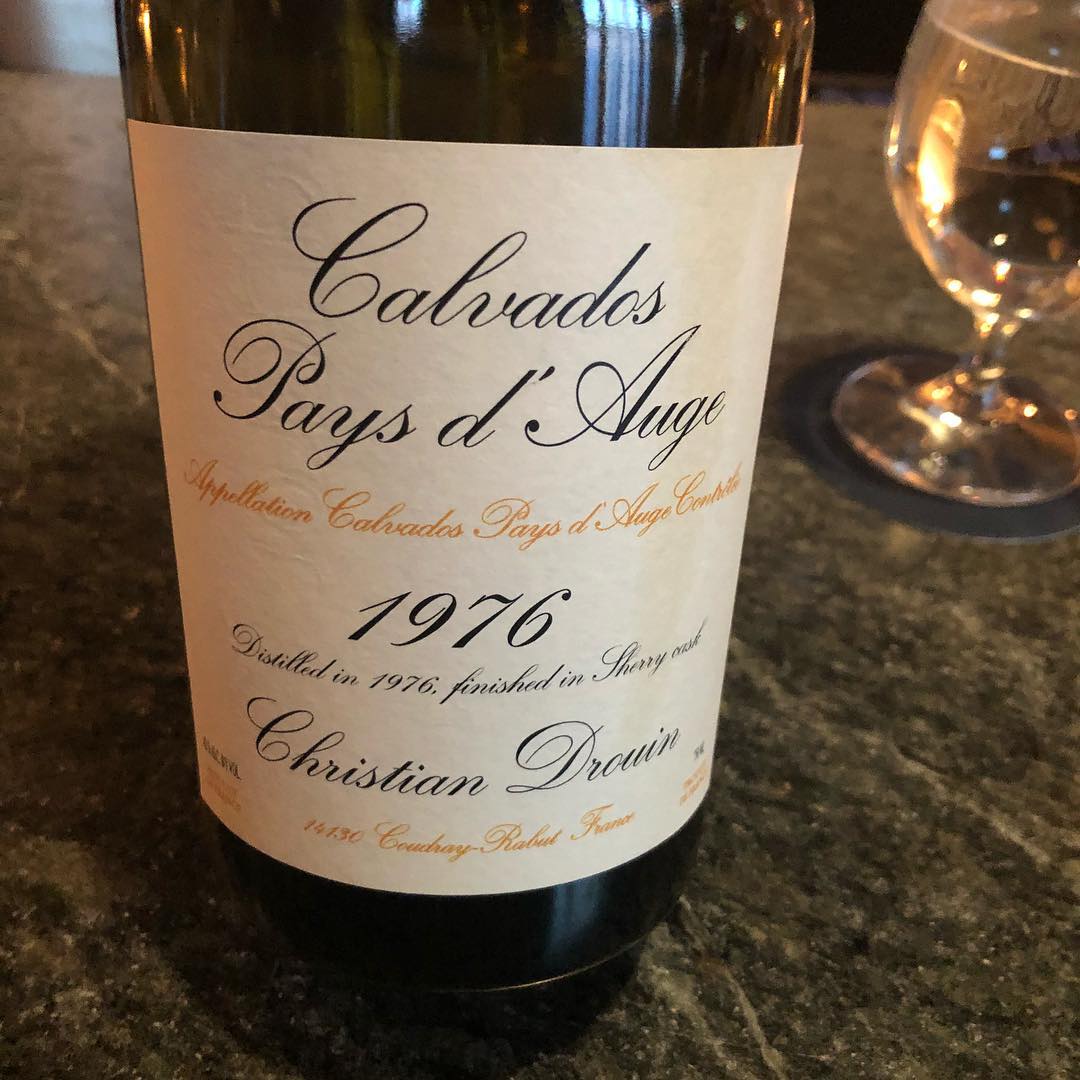 Calvados
Pays d'Auge
Appellation Calvados Pays d'Auge Contrôlée
1976
Distilled in 1976, finished in Sherry cask
Christian Drouin
14130 Coudray-Rabut France